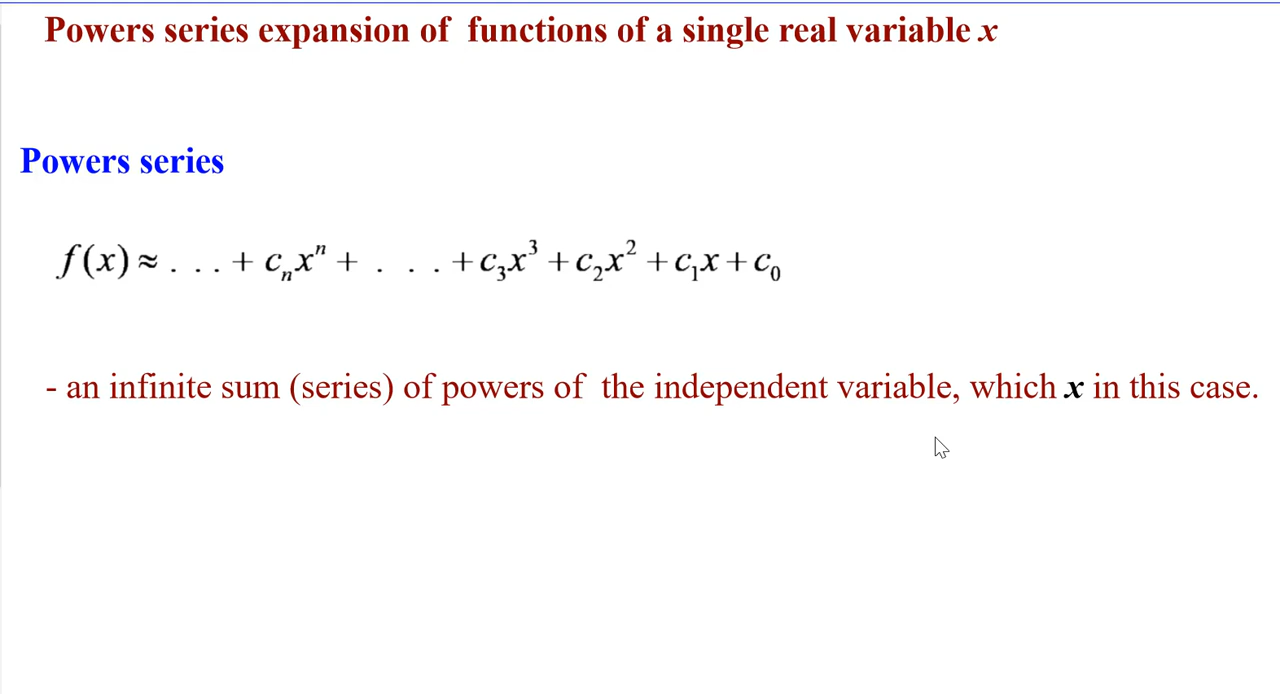 Powers series expansion of functions of a single real variable x
Powers series
f(x) ≈ . . . + cₙxⁿ + . . . + c₃x³ + c₂x² + c₁x + c₀
- an infinite sum (series) of powers of the independent variable, which x in this case.